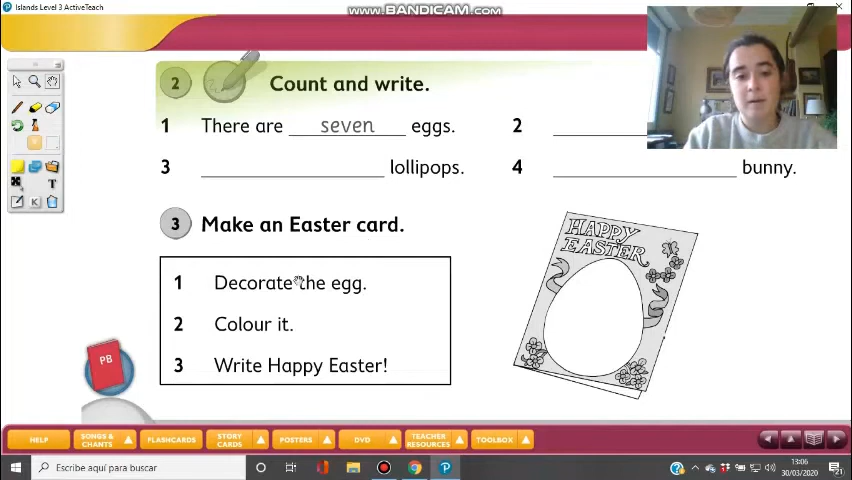 Islands Level 3 ActiveTeach
www.BANDICAM.com
2 Count and write.
1 There are seven eggs.
2
3 lollipops.
4 bunny.
3 Make an Easter card.
1 Decorate the egg.
2 Colour it.
3 Write Happy Easter!
HAPPY
EASTER
PB
HELP
SONGS &
CHANTS
FLASHCARDS
STORY
CARDS
POSTERS
DVD
TEACHER
RESOURCES
TOOLBOX
T
K
Escribe aquí para buscar
13:06
30/03/2020
21